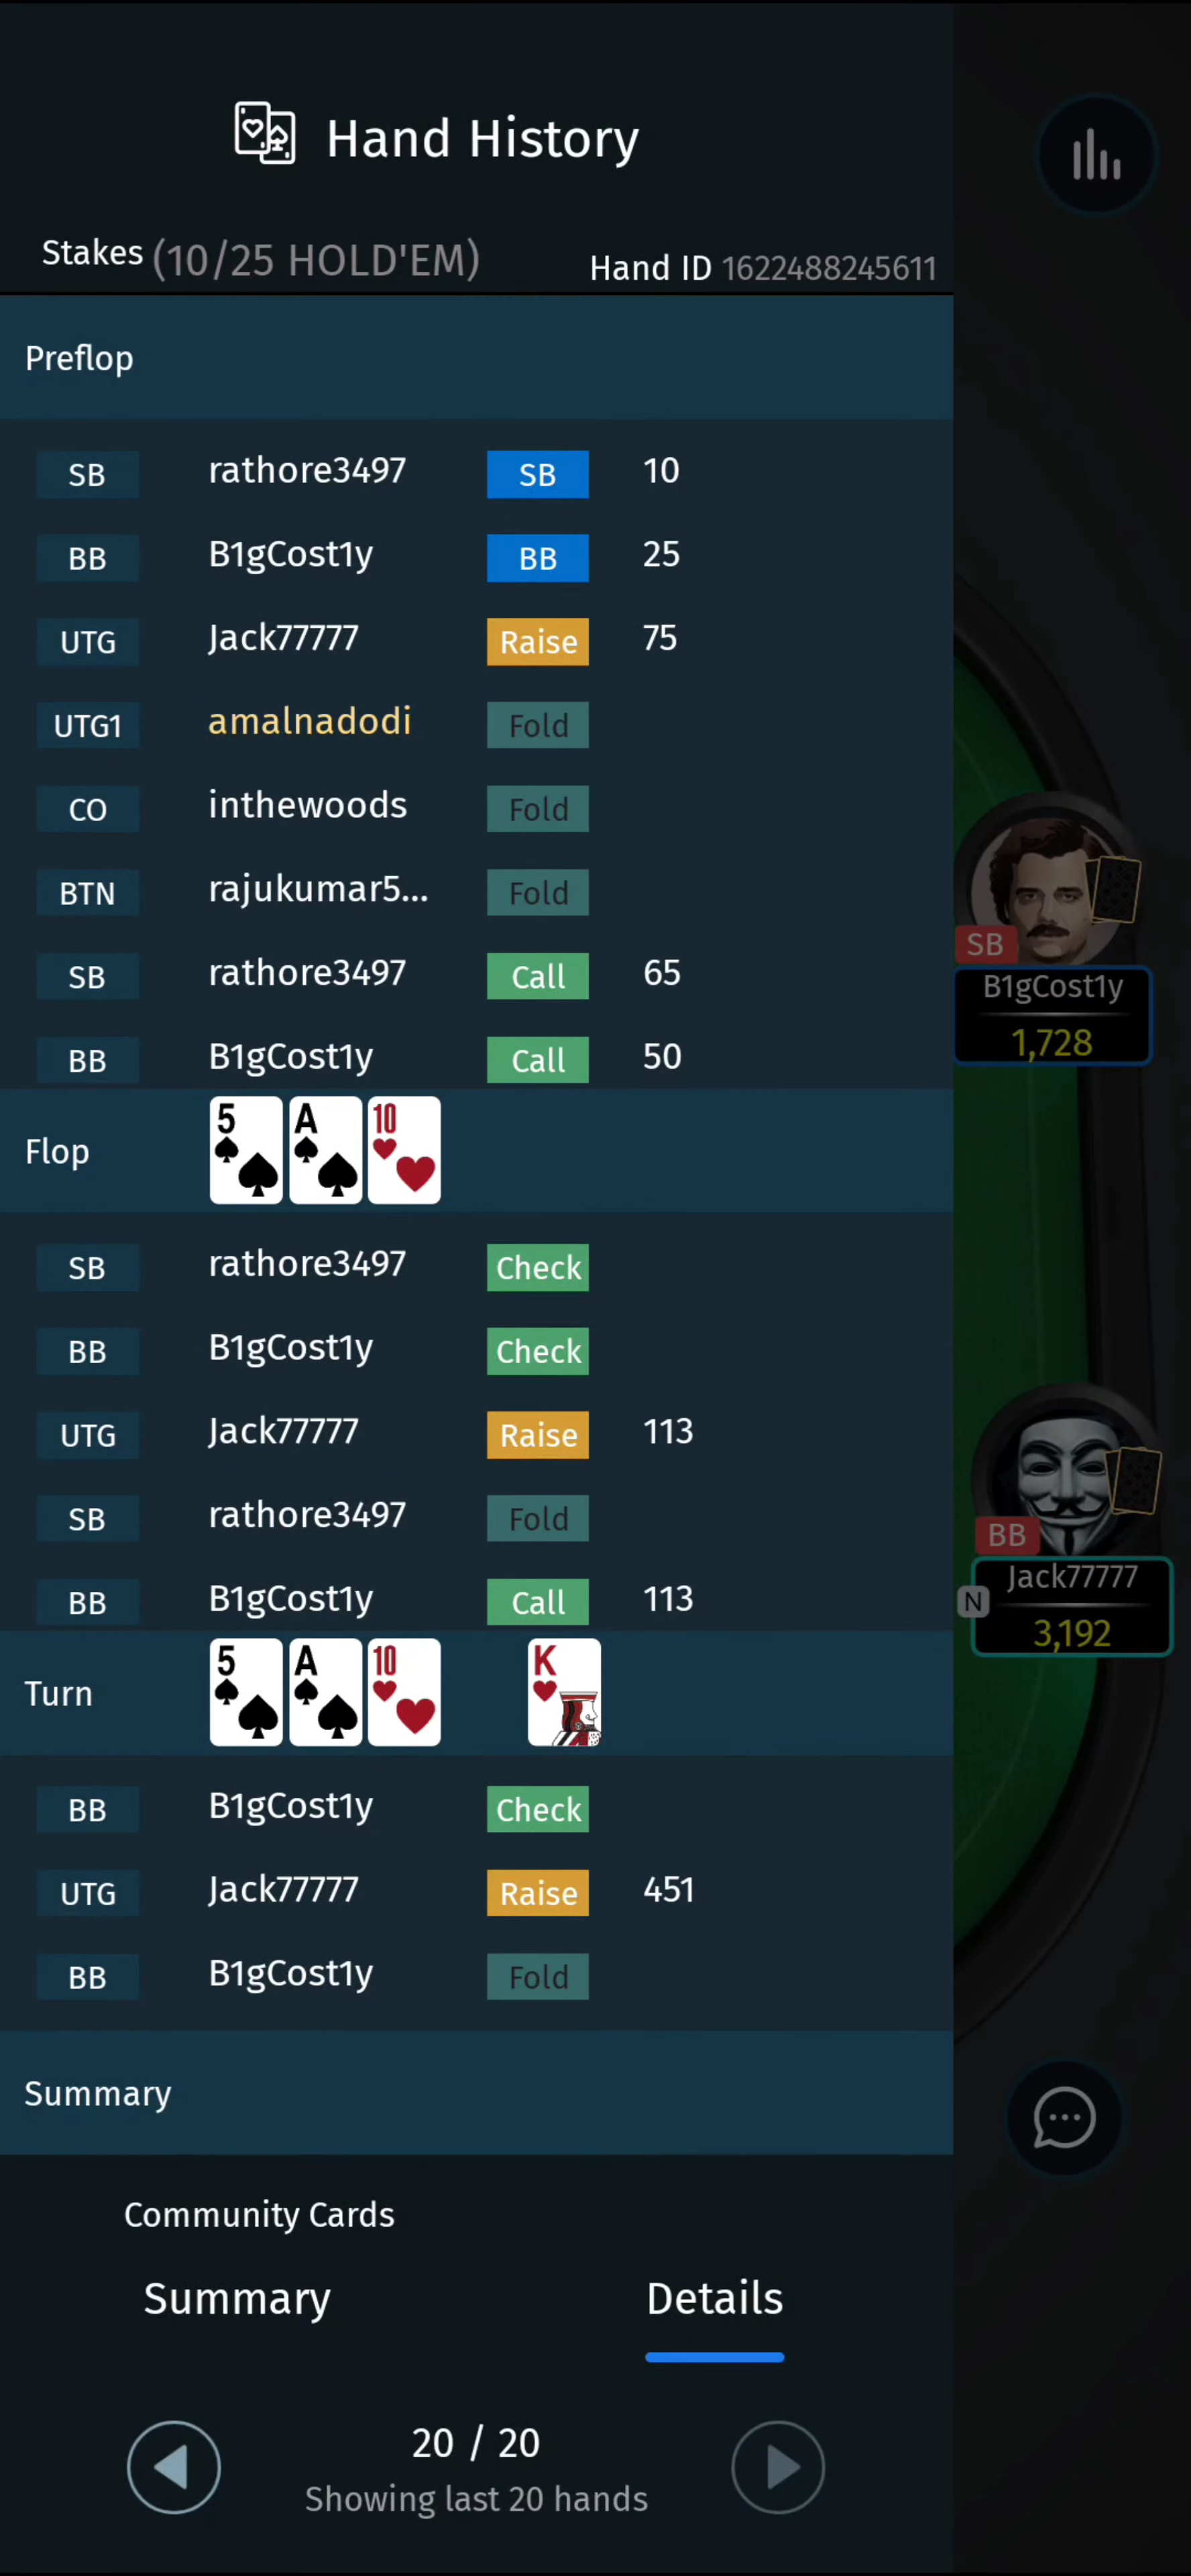 Hand History
Stakes (10/25 HOLD'EM) Hand ID 1622488245611
Preflop
SB rathore3497 SB 10
BB B1gCost1y BB 25
UTG Jack77777 Raise 75
UTG1 amalnadodi Fold
CO inthewoods Fold
BTN rajukumar5... Fold
SB rathore3497 Call 65
BB B1gCost1y Call 50
Flop 5 A 10
SB rathore3497 Check
BB B1gCost1y Check
UTG Jack77777 Raise 113
SB rathore3497 Fold
BB B1gCost1y Call 113
Turn 5 A 10 K
BB B1gCost1y Check
UTG Jack77777 Raise 451
BB B1gCost1y Fold
Summary
Community Cards
Summary Details
20 / 20
Showing last 20 hands
SB
B1gCost1y
1,728
BB
Jack77777
N
3,192